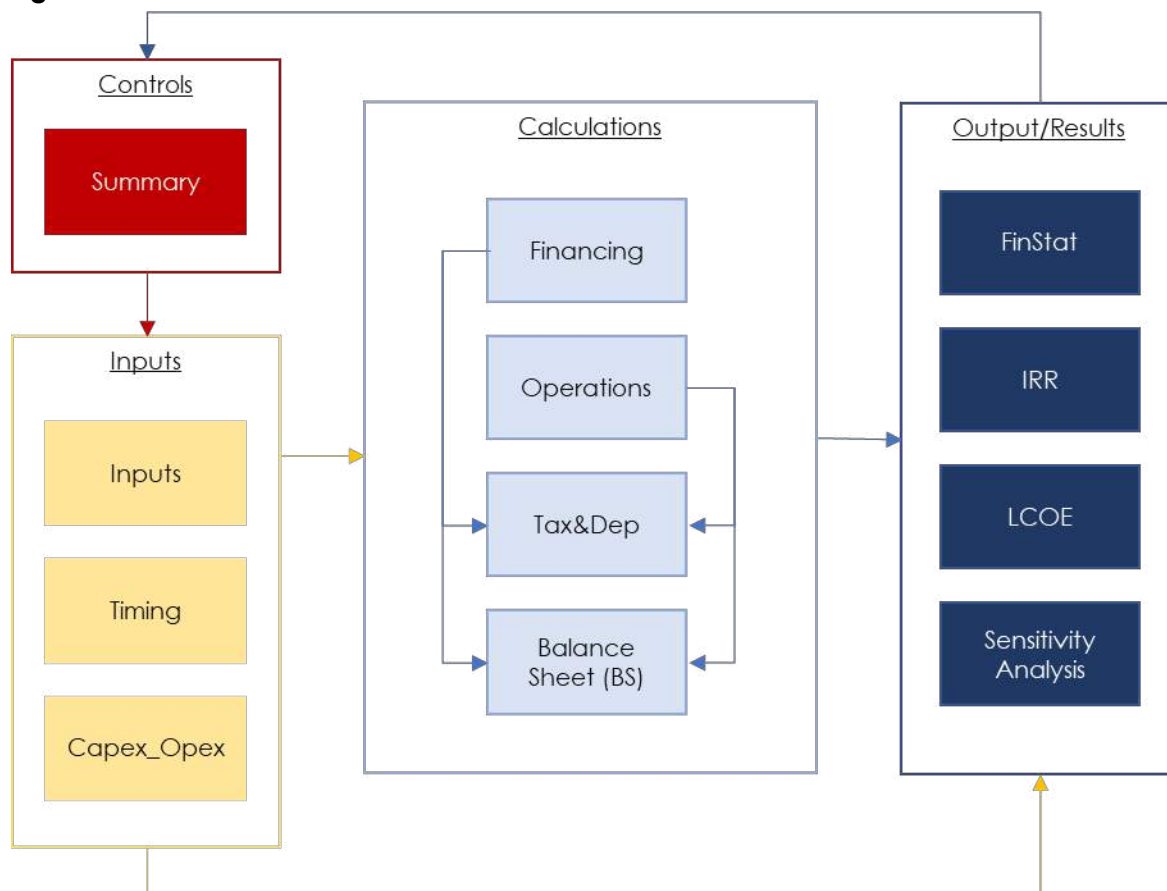 Controls
Summary
Inputs
Inputs
Timing
Capex_Opex
Calculations
Financing
Operations
Tax&Dep
Balance
Sheet (BS)
Output/Results
FinStat
IRR
LCOE
Sensitivity
Analysis